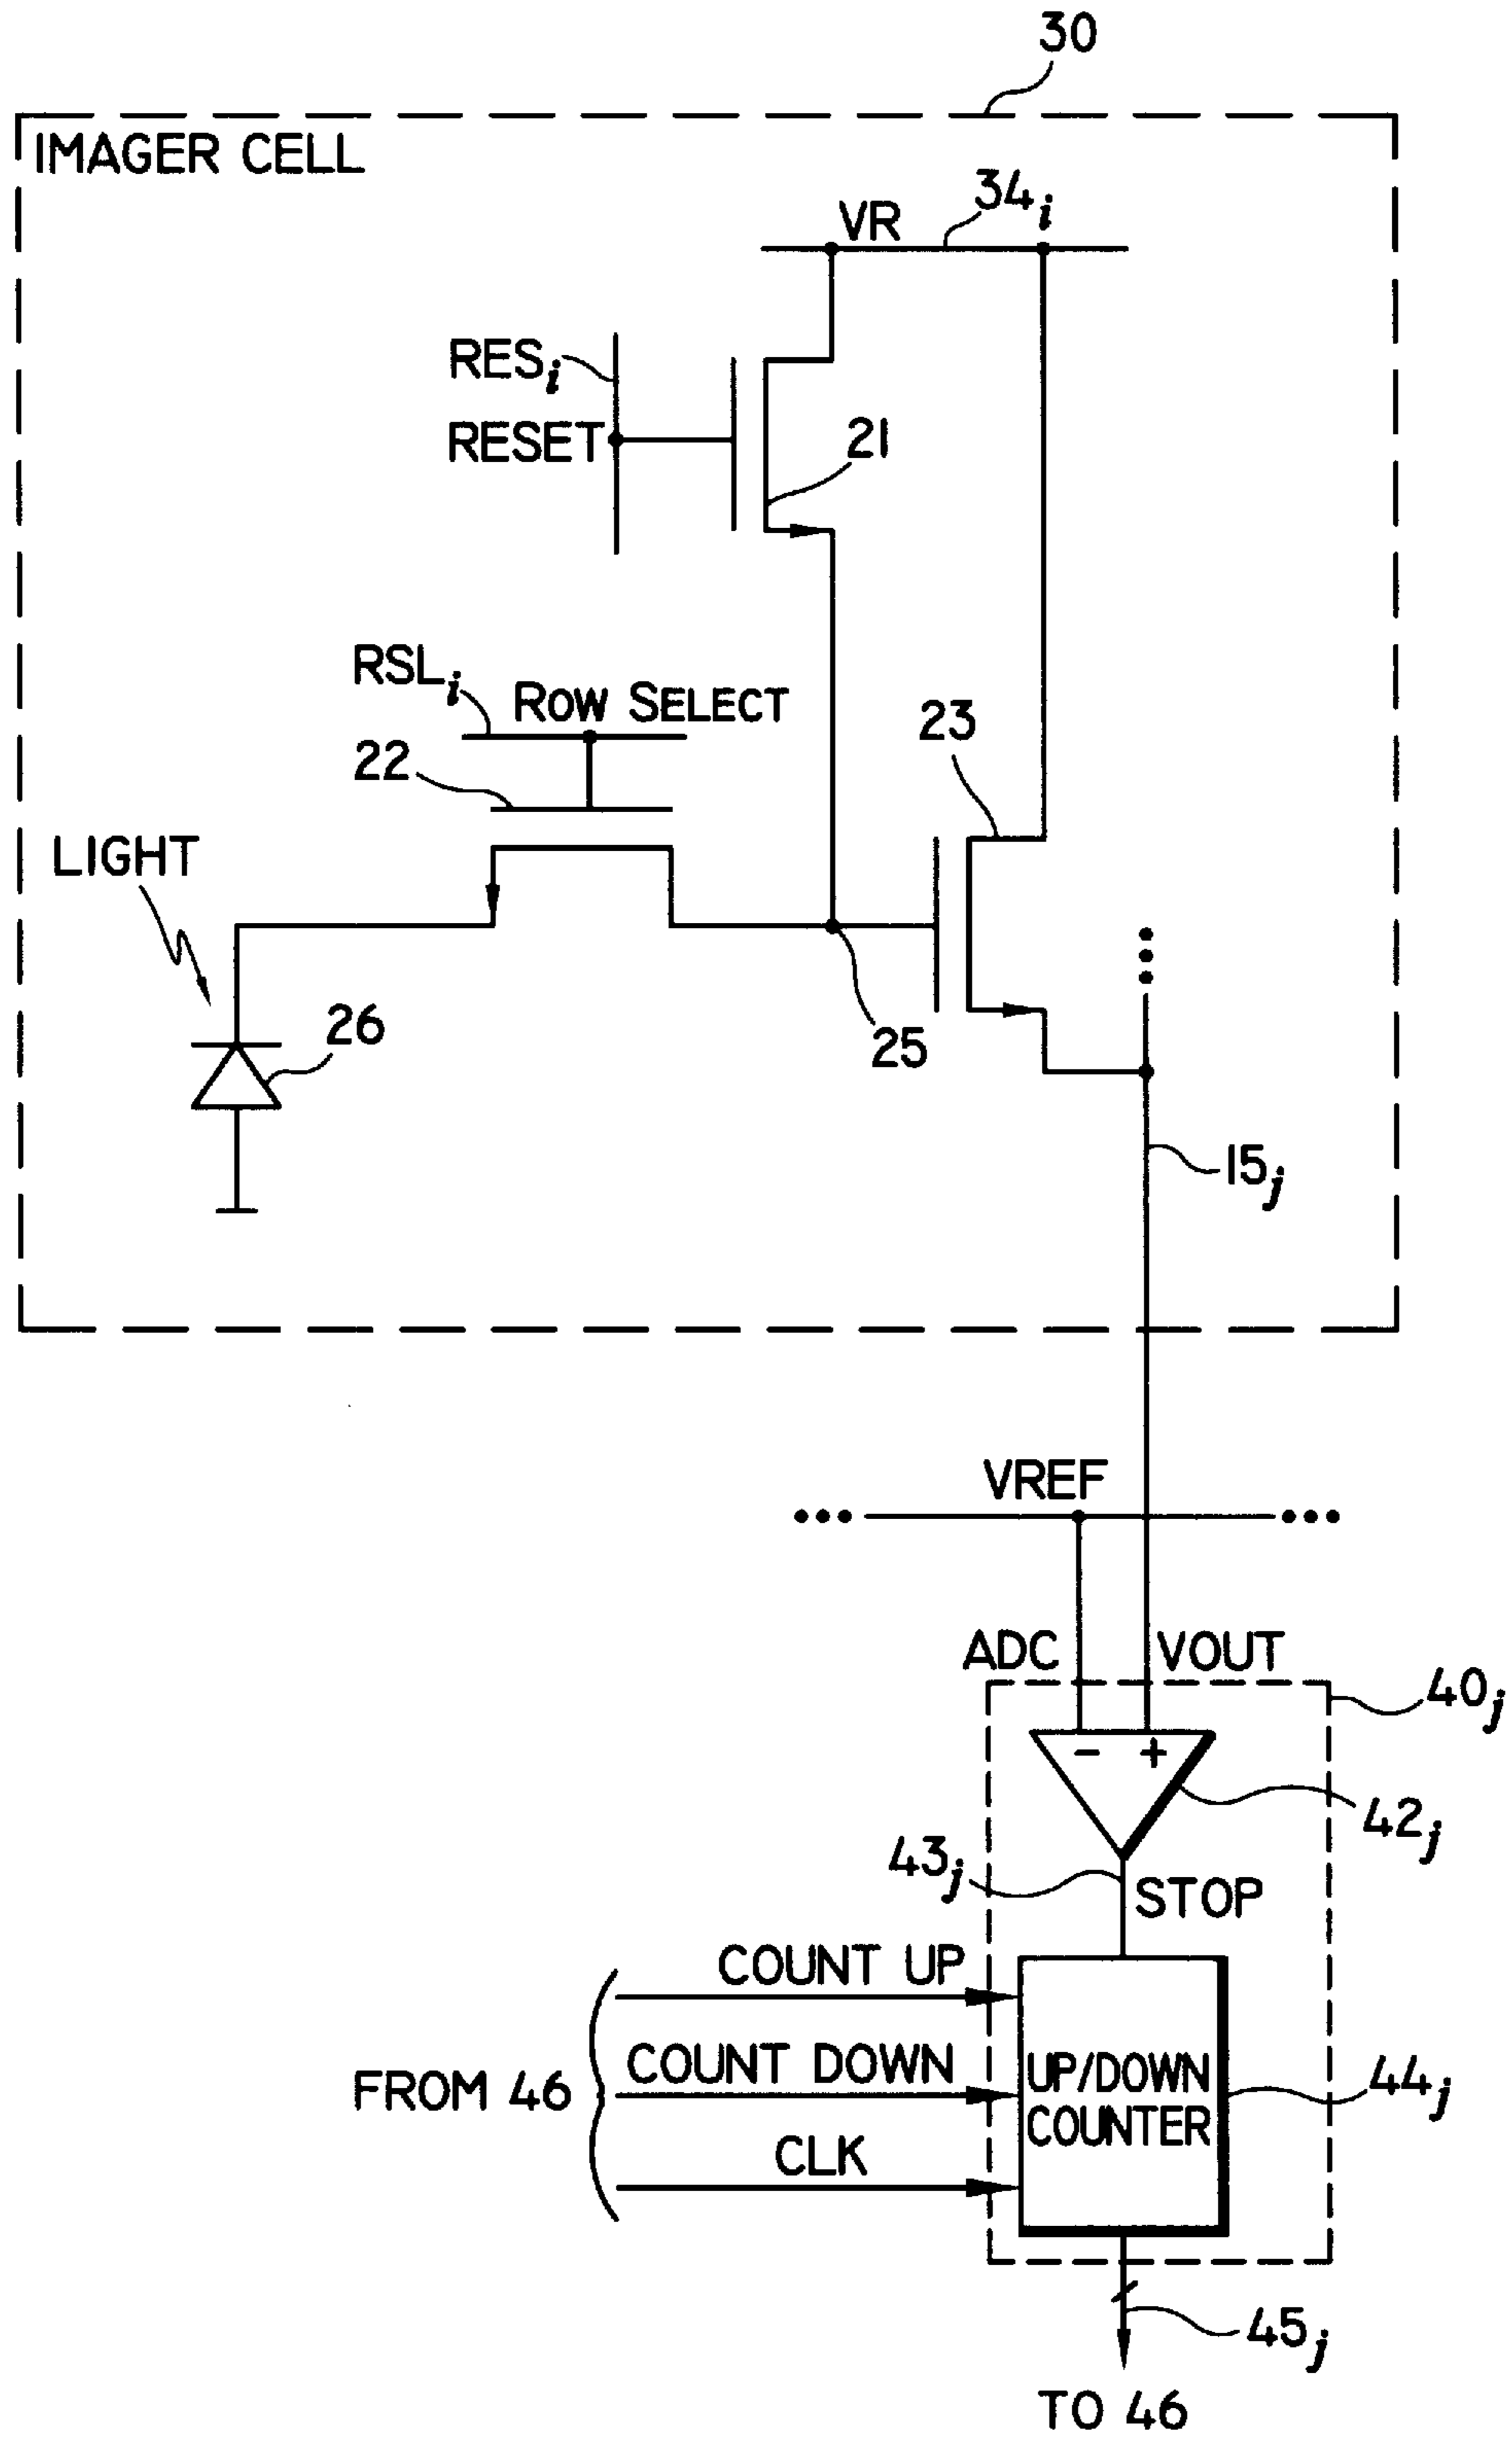 30
IMAGER CELL
VR
34i
RESi
RESET
21
RSLi
ROW SELECT
22
23
LIGHT
26
25
15j
VREF
ADC
VOUT
40j
- +
42j
43j
STOP
COUNT UP
COUNT DOWN
FROM 46
UP/DOWN
COUNTER
44j
CLK
45j
TO 46